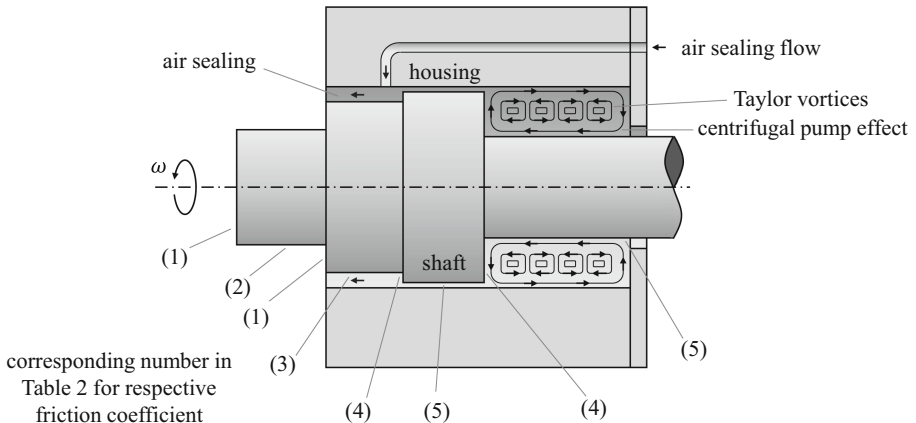 air sealing flow
air sealing
housing
Taylor vortices
centrifugal pump effect
ω
(1)
shaft
(2)
(1)
(3)
(5)
corresponding number in
Table 2 for respective
friction coefficient
(4)
(5)
(4)